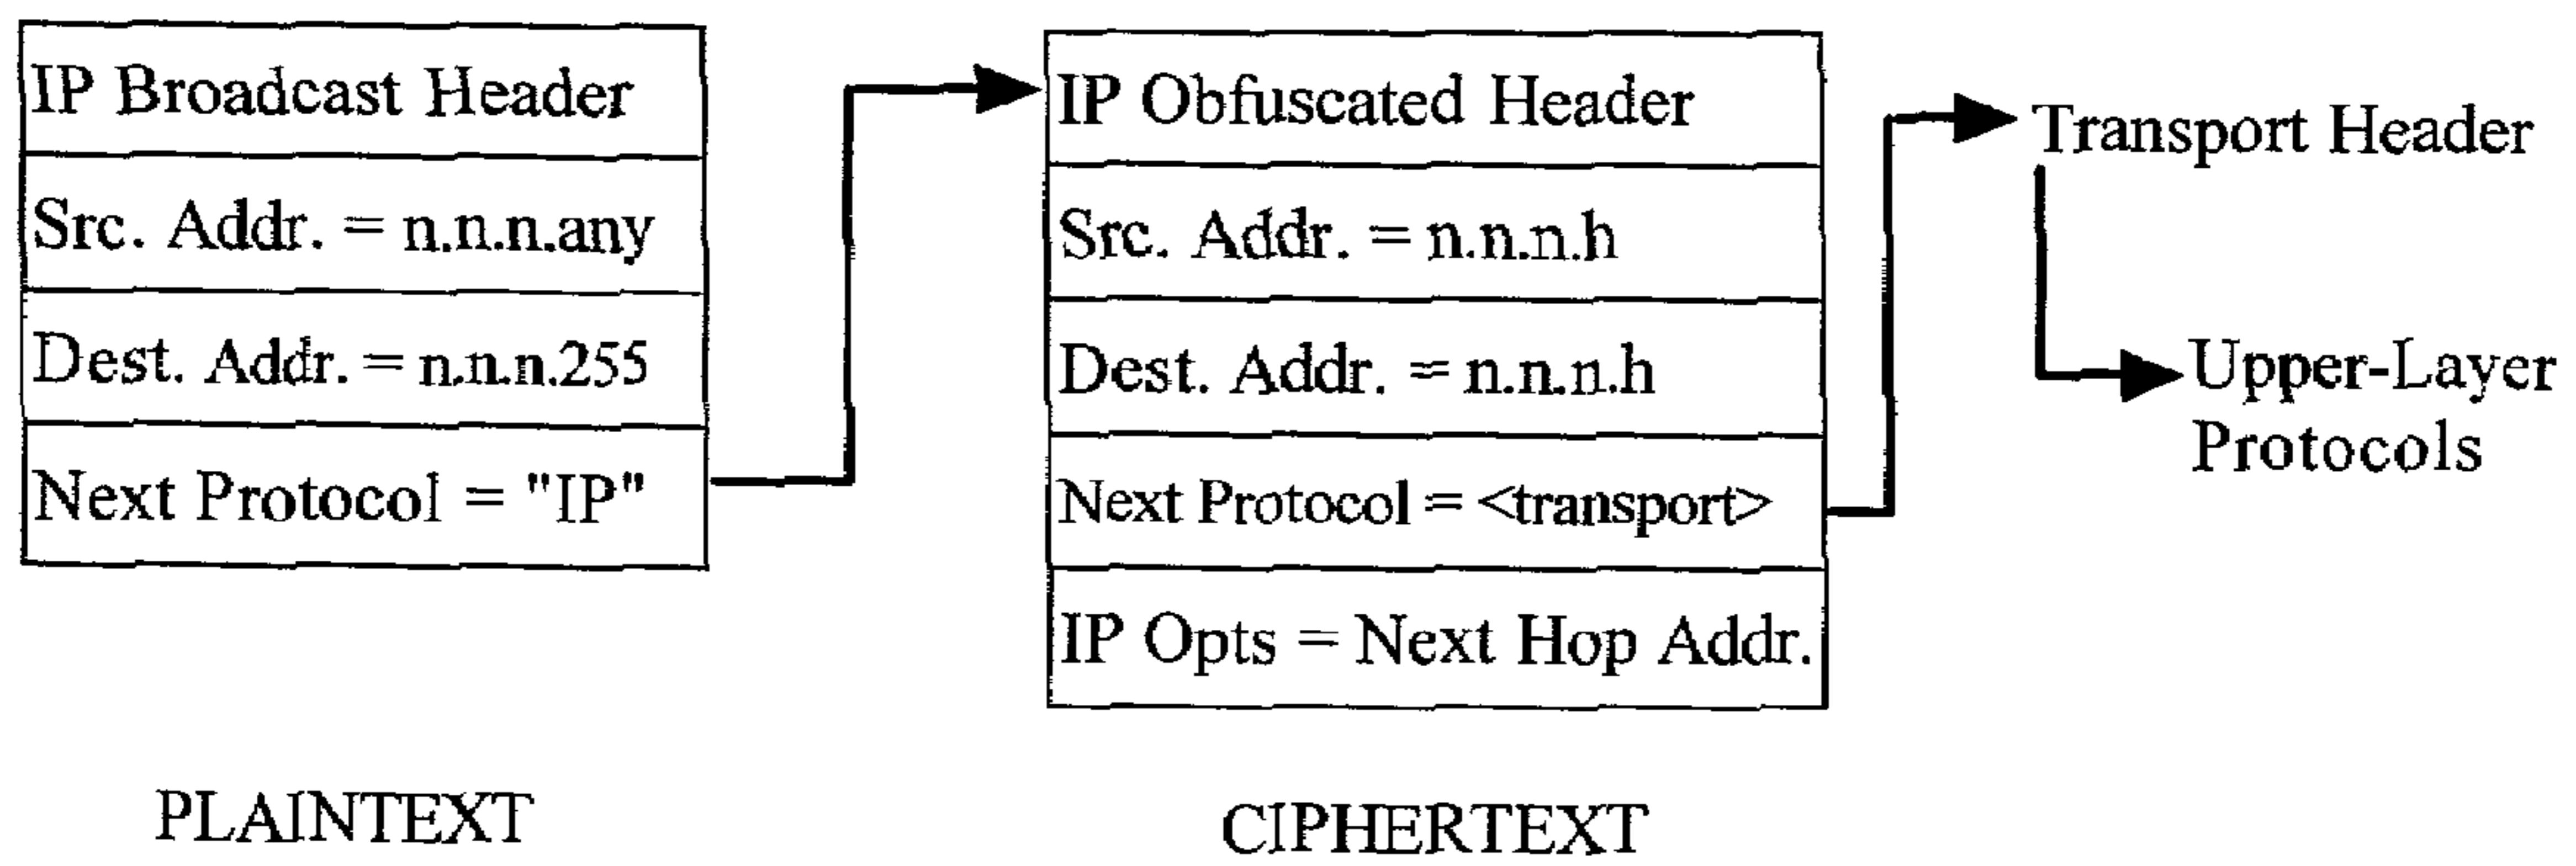 IP Broadcast Header
Src. Addr. = n.n.n.any
Dest. Addr. = n.n.n.255
Next Protocol = "IP"
PLAINTEXT
IP Obfuscated Header
Src. Addr. = n.n.n.h
Dest. Addr. = n.n.n.h
Next Protocol = <transport>
IP Opts = Next Hop Addr.
CIPHERTEXT
Transport Header
Upper-Layer
Protocols